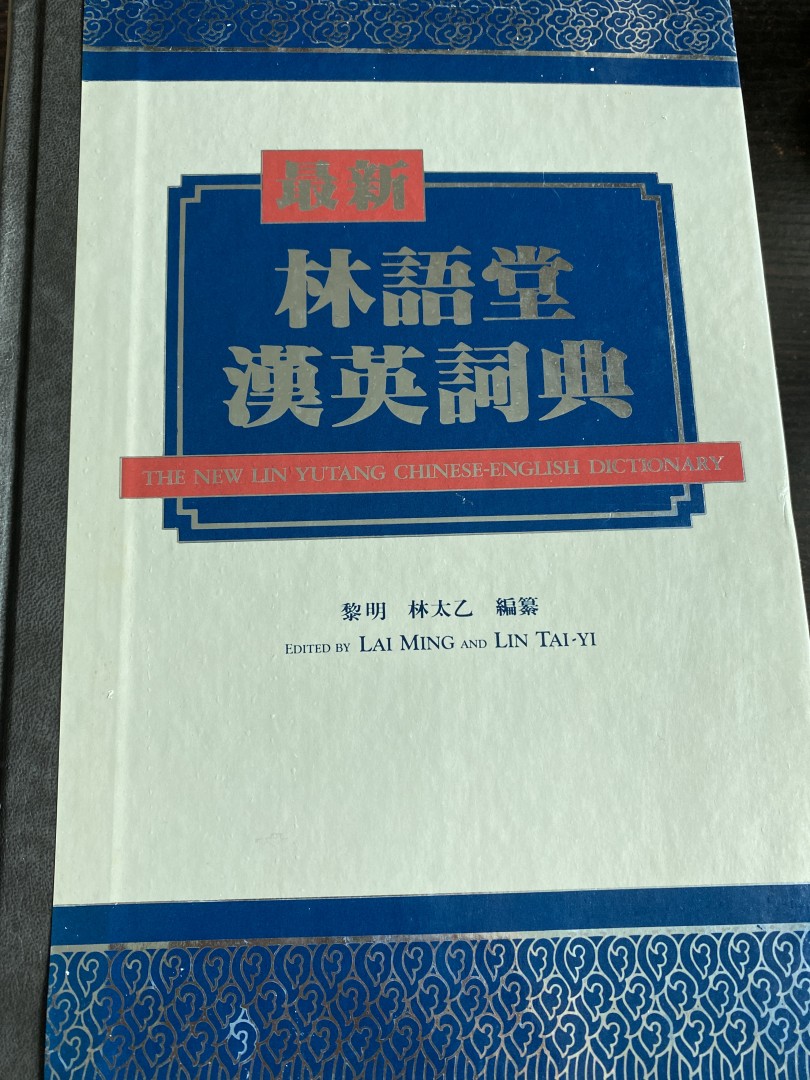 最新
林語堂
漢英詞典
THE NEW LIN YUTANG CHINESE-ENGLISH DICTIONARY
黎明 林太乙 編纂
EDITED BY LAI MING AND LIN TAI-YI